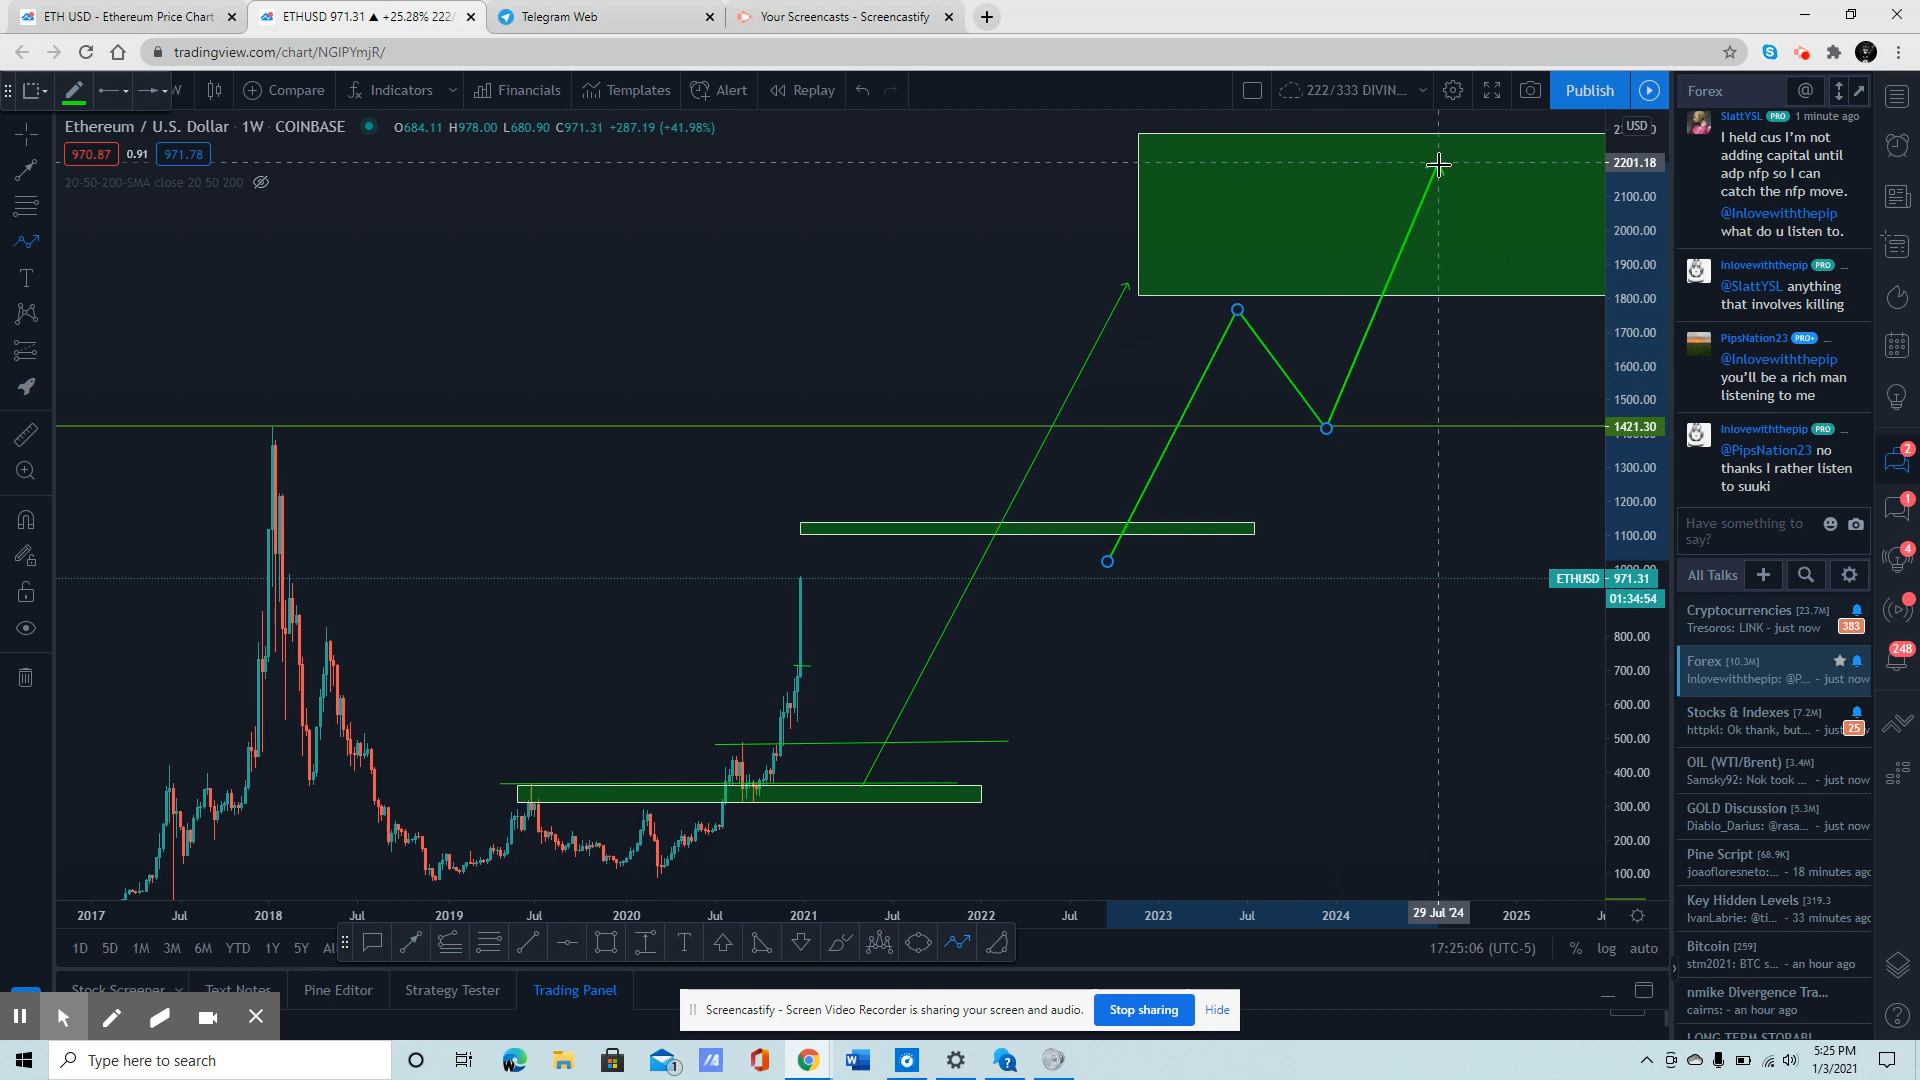 ETH USD - Ethereum Price Chart
ETHUSD 971.31 ▲ +25.28% 222/
Telegram Web
Your Screencasts - Screencastify
tradingview.com/chart/NGIPYmjR/
W
Compare
Indicators
Financials
Templates
Alert
Replay
222/333 DIVIN...
Publish
Ethereum / U.S. Dollar · 1W · COINBASE
O684.11 H978.00 L680.90 C971.31 +287.19 (+41.98%)
970.87
0.91
971.78
20-50-200-SMA close 20 50 200
USD
2201.18
2100.00
2000.00
1900.00
1800.00
1700.00
1600.00
1500.00
1421.30
1300.00
1200.00
1100.00
ETHUSD
971.31
01:34:54
800.00
700.00
600.00
500.00
400.00
300.00
200.00
100.00
2017
Jul
2018
Jul
2019
Jul
2020
Jul
2021
Jul
2022
Jul
2023
Jul
2024
29 Jul '24
2025
1D
5D
1M
3M
6M
YTD
1Y
5Y
17:25:06 (UTC-5)
%
log
auto
Stock Screener
Text Notes
Pine Editor
Strategy Tester
Trading Panel
Screencastify - Screen Video Recorder is sharing your screen and audio.
Stop sharing
Hide
Forex
SlattYSL PRO 1 minute ago
I held cus I'm not
adding capital until
adp nfp so I can
catch the nfp move.
@Inlovewiththepip
what do u listen to.
Inlovewiththepip PRO ...
@SlattYSL anything
that involves killing
PipsNation23 PRO+ ...
@Inlovewiththepip
you'll be a rich man
listening to me
Inlovewiththepip PRO ...
@PipsNation23 no
thanks I rather listen
to suuki
Have something to
say?
All Talks
Cryptocurrencies [23.7M]
Tresoros: LINK - just now
383
Forex [10.3M]
Inlovewiththepip: @P... - just now
Stocks & Indexes [7.2M]
httpkl: Ok thank, but... - just now
25
OIL (WTI/Brent) [3.4M]
Samsky92: Nok took ... - just now
GOLD Discussion [5.3M]
Diablo_Darius: @rasa... - just now
Pine Script [68.9K]
joaofloresneto:... - 18 minutes ago
Key Hidden Levels [319.3
IvanLabrie: @ti... - 33 minutes ago
Bitcoin [259]
stm2021: BTC s... - an hour ago
nmike Divergence Tra...
cairns: - an hour ago
2
1
4
248
Type here to search
1
5:25 PM
1/3/2021